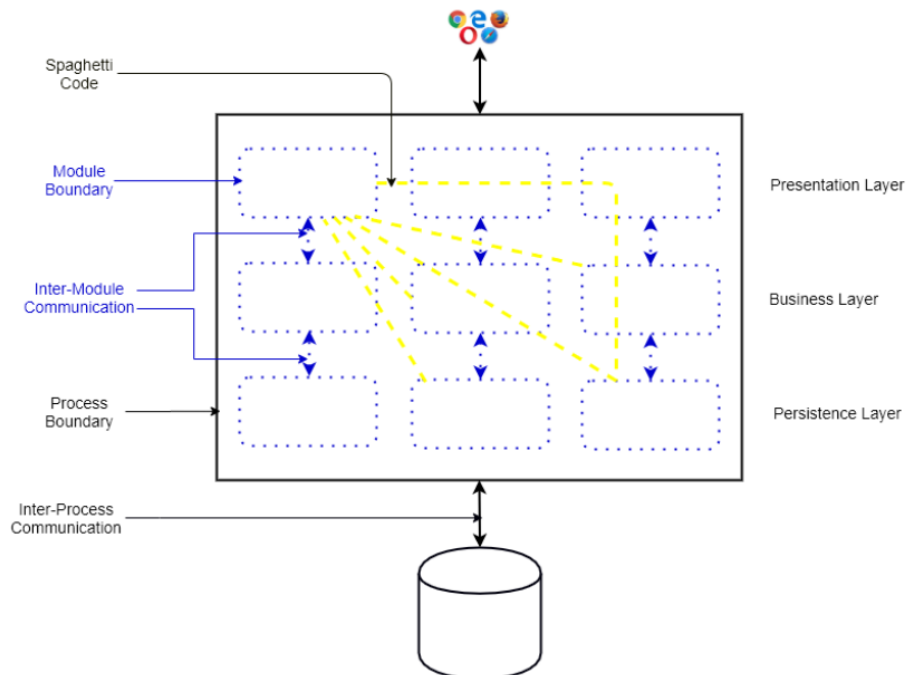 Spaghetti
Code
Module
Boundary
Presentation Layer
Inter-Module
Communication
Business Layer
Process
Boundary
Persistence Layer
Inter-Process
Communication